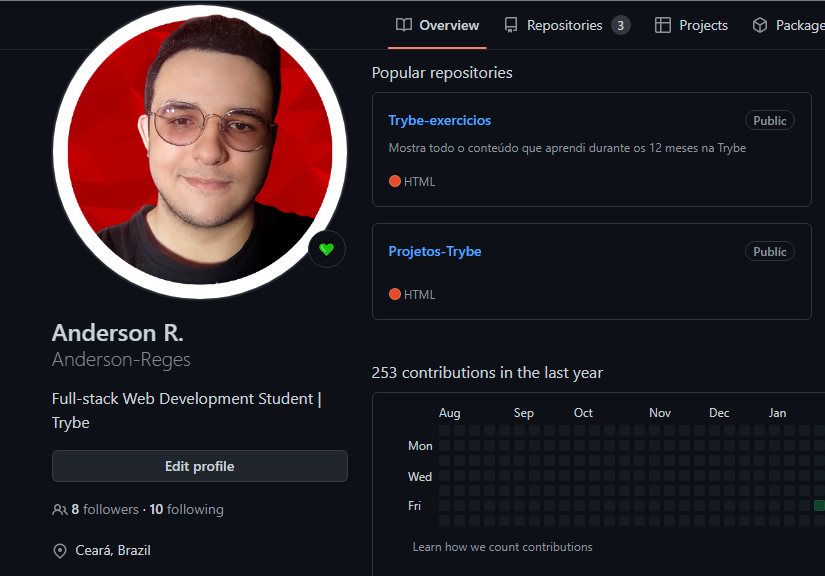 Overview
Repositories 3
Projects
Package
Popular repositories
Trybe-exercicios
Public
Mostra todo o conteúdo que aprendi durante os 12 meses na Trybe
HTML
Projetos-Trybe
Public
HTML
Anderson R.
Anderson-Reges
Full-stack Web Development Student |
Trybe
Edit profile
8 followers · 10 following
Ceará, Brazil
253 contributions in the last year
Aug Sep Oct Nov Dec Jan
Mon
Wed
Fri
Learn how we count contributions